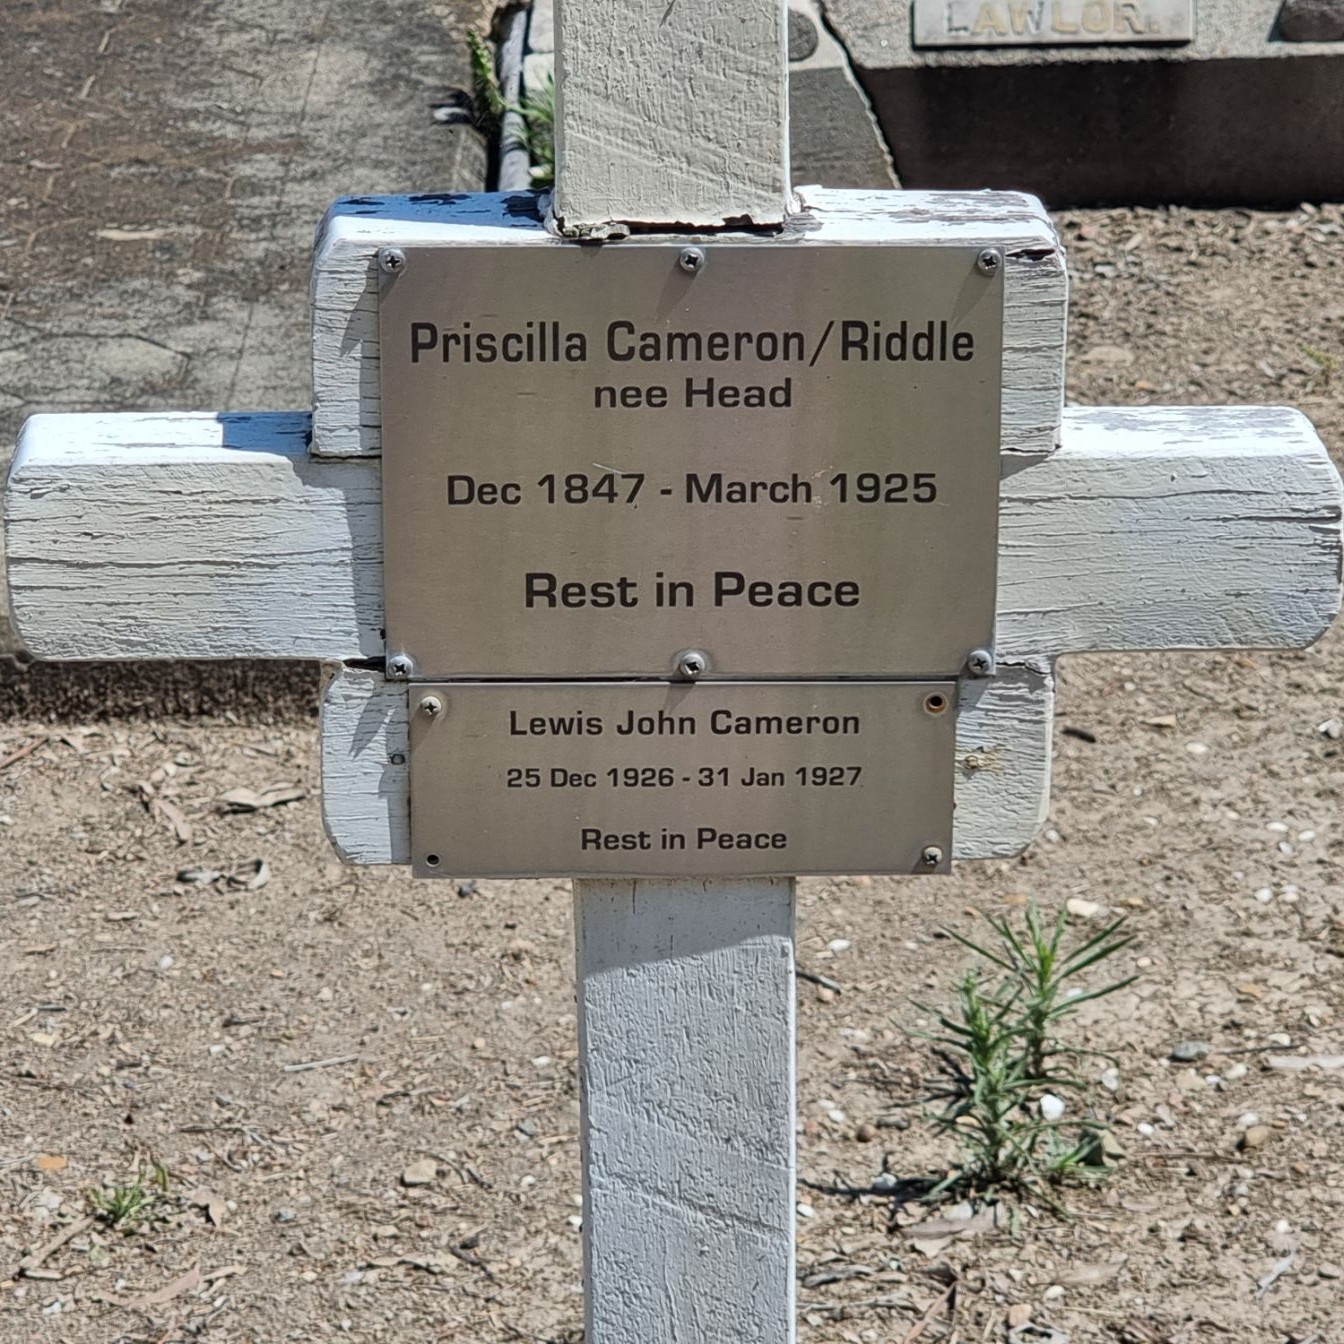 LAWLOR.
Priscilla Cameron/Riddle
nee Head
Dec 1847 - March 1925
Rest in Peace
Lewis John Cameron
25 Dec 1926 - 31 Jan 1927
Rest in Peace